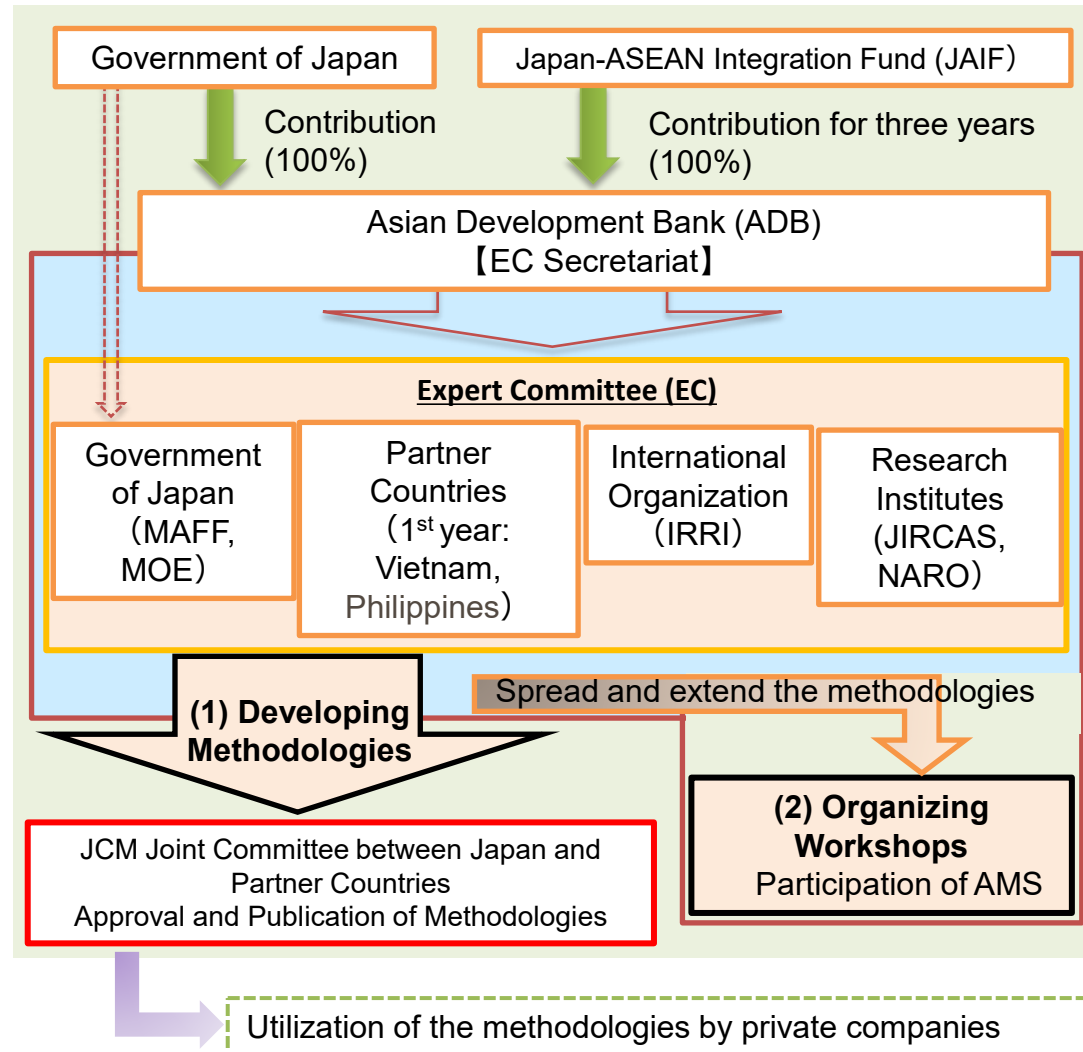 Government of Japan
Japan-ASEAN Integration Fund (JAIF）
Contribution
(100%)
Contribution for three years
(100%)
Asian Development Bank (ADB)
【EC Secretariat】
Expert Committee (EC)
Government
of Japan
（MAFF,
MOE）
Partner
Countries
（1st year:
Vietnam,
Philippines）
International
Organization
（IRRI）
Research
Institutes
(JIRCAS,
NARO）
(1) Developing
Methodologies
Spread and extend the methodologies
(2) Organizing
Workshops
Participation of AMS
JCM Joint Committee between Japan and
Partner Countries
Approval and Publication of Methodologies
Utilization of the methodologies by private companies